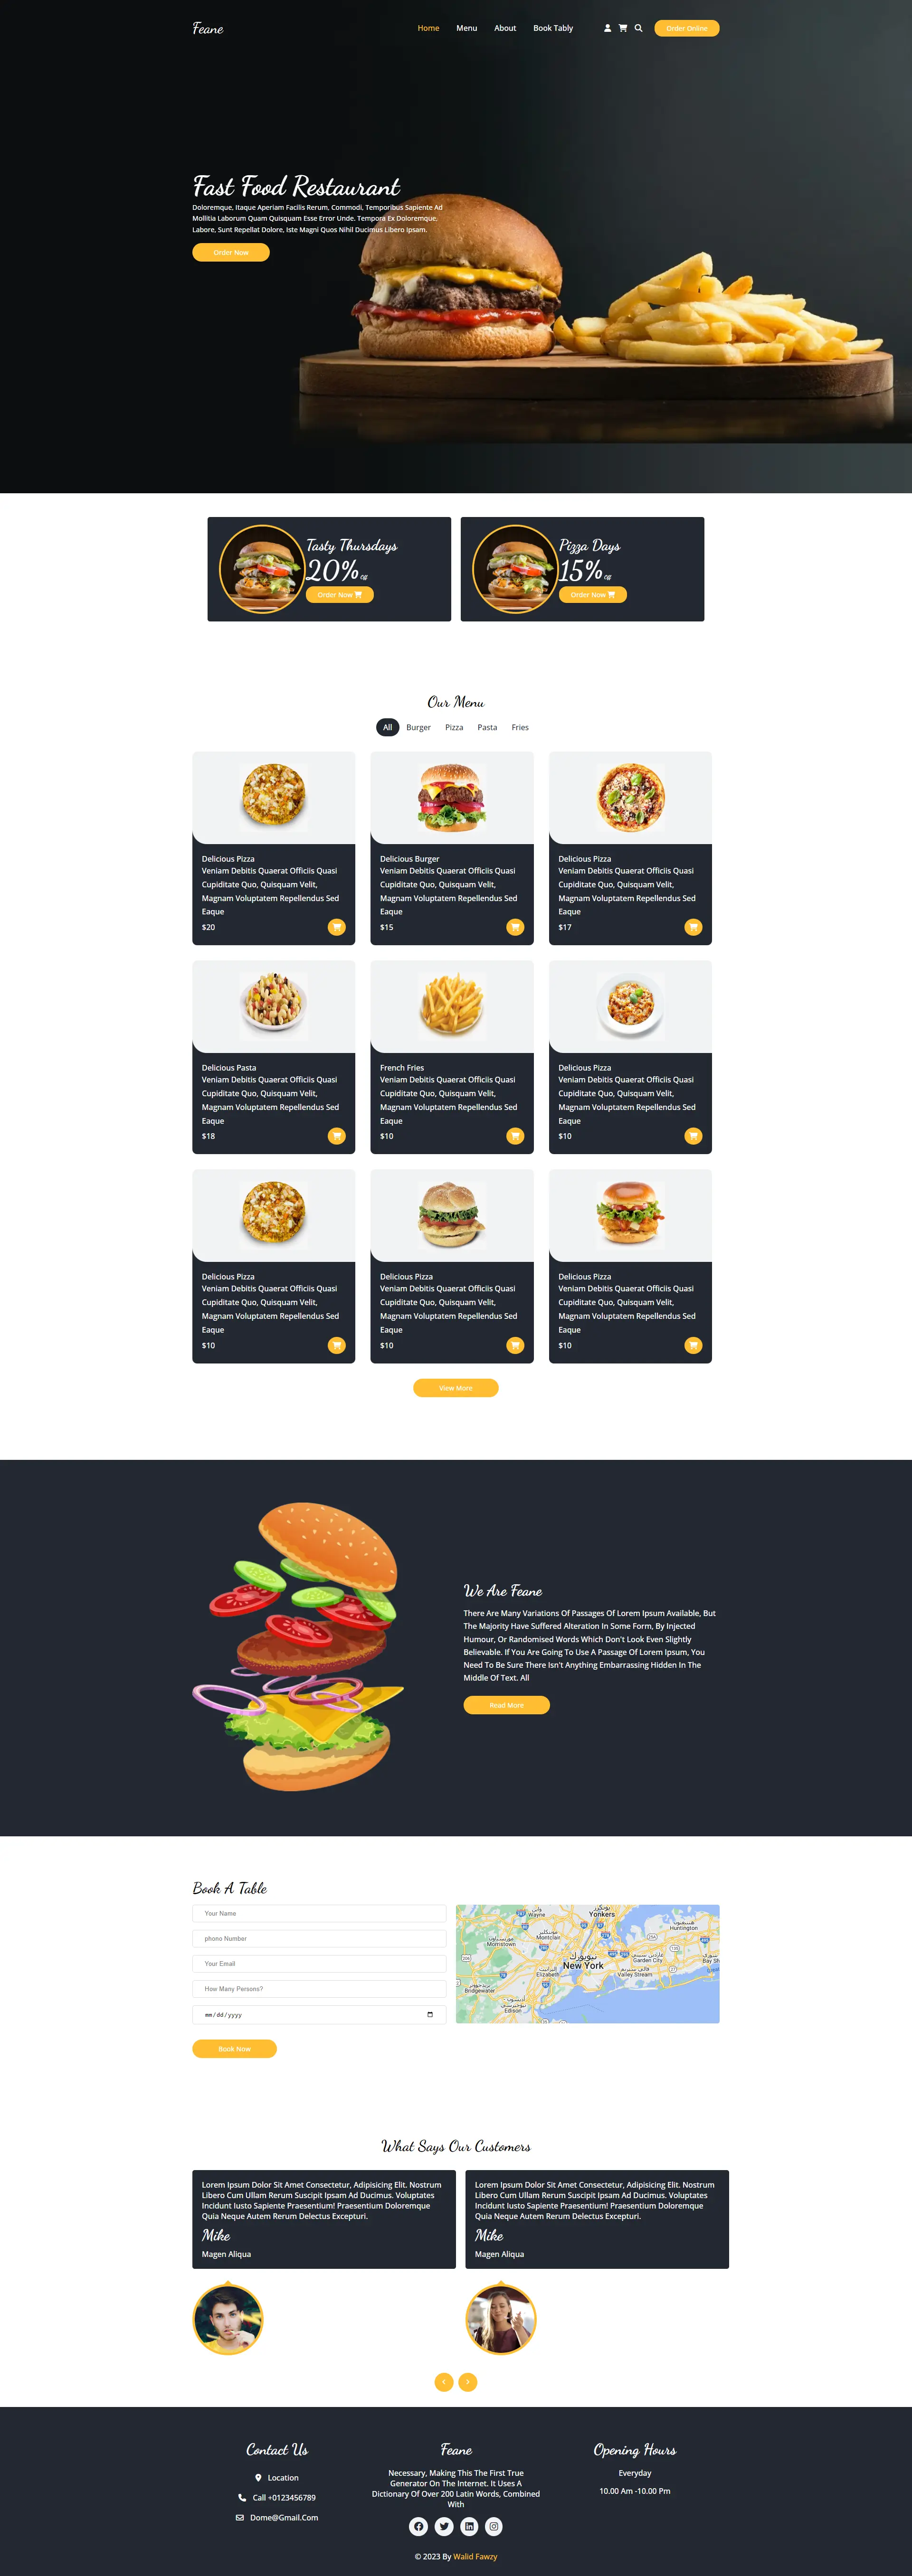 Feane
Home Menu About Book Tably Order Online
Fast Food Restaurant
Doloremque, Itaque Aperiam Facilis Rerum, Commodi, Temporibus Sapiente Ad
Mollitia Laborum Quam Quisquam Esse Error Unde. Tempora Ex Doloremque,
Labore, Sunt Repellat Dolore, Iste Magni Quos Nihil Ducimus Libero Ipsam.
Order Now
Tasty Thursdays
20% Off
Order Now
Pizza Days
15% Off
Order Now
Our Menu
All Burger Pizza Pasta Fries
Delicious Pizza
Veniam Debitis Quaerat Officiis Quasi
Cupiditate Quo, Quisquam Velit,
Magnam Voluptatem Repellendus Sed
Eaque
$20
Delicious Burger
Veniam Debitis Quaerat Officiis Quasi
Cupiditate Quo, Quisquam Velit,
Magnam Voluptatem Repellendus Sed
Eaque
$15
Delicious Pizza
Veniam Debitis Quaerat Officiis Quasi
Cupiditate Quo, Quisquam Velit,
Magnam Voluptatem Repellendus Sed
Eaque
$17
Delicious Pasta
Veniam Debitis Quaerat Officiis Quasi
Cupiditate Quo, Quisquam Velit,
Magnam Voluptatem Repellendus Sed
Eaque
$18
French Fries
Veniam Debitis Quaerat Officiis Quasi
Cupiditate Quo, Quisquam Velit,
Magnam Voluptatem Repellendus Sed
Eaque
$10
Delicious Pizza
Veniam Debitis Quaerat Officiis Quasi
Cupiditate Quo, Quisquam Velit,
Magnam Voluptatem Repellendus Sed
Eaque
$10
Delicious Pizza
Veniam Debitis Quaerat Officiis Quasi
Cupiditate Quo, Quisquam Velit,
Magnam Voluptatem Repellendus Sed
Eaque
$10
Delicious Pizza
Veniam Debitis Quaerat Officiis Quasi
Cupiditate Quo, Quisquam Velit,
Magnam Voluptatem Repellendus Sed
Eaque
$10
Delicious Pizza
Veniam Debitis Quaerat Officiis Quasi
Cupiditate Quo, Quisquam Velit,
Magnam Voluptatem Repellendus Sed
Eaque
$10
View More
We Are Feane
There Are Many Variations Of Passages Of Lorem Ipsum Available, But
The Majority Have Suffered Alteration In Some Form, By Injected
Humour, Or Randomised Words Which Don't Look Even Slightly
Believable. If You Are Going To Use A Passage Of Lorem Ipsum, You
Need To Be Sure There Isn't Anything Embarrassing Hidden In The
Middle Of Text. All
Read More
Book A Table
Your Name
phono Number
Your Email
How Many Persons?
mm/dd/yyyy
Book Now
Wayne
يونكرز
Yonkers
Huntington
Montclair
Morristown
نيويورك
New York
Garden City
Bay Sh
Elizabeth
Valley Stream
Bridgewater
Edison
What Says Our Customers
Lorem Ipsum Dolor Sit Amet Consectetur, Adipisicing Elit. Nostrum
Libero Cum Ullam Rerum Suscipit Ipsam Ad Ducimus. Voluptates
Incidunt Iusto Sapiente Praesentium! Praesentium Doloremque
Quia Neque Autem Rerum Delectus Excepturi.
Mike
Magen Aliqua
Lorem Ipsum Dolor Sit Amet Consectetur, Adipisicing Elit. Nostrum
Libero Cum Ullam Rerum Suscipit Ipsam Ad Ducimus. Voluptates
Incidunt Iusto Sapiente Praesentium! Praesentium Doloremque
Quia Neque Autem Rerum Delectus Excepturi.
Mike
Magen Aliqua
Contact Us
Location
Call +0123456789
Dome@Gmail.Com
Feane
Necessary, Making This The First True
Generator On The Internet. It Uses A
Dictionary Of Over 200 Latin Words, Combined
With
Opening Hours
Everyday
10.00 Am -10.00 Pm
© 2023 By Walid Fawzy